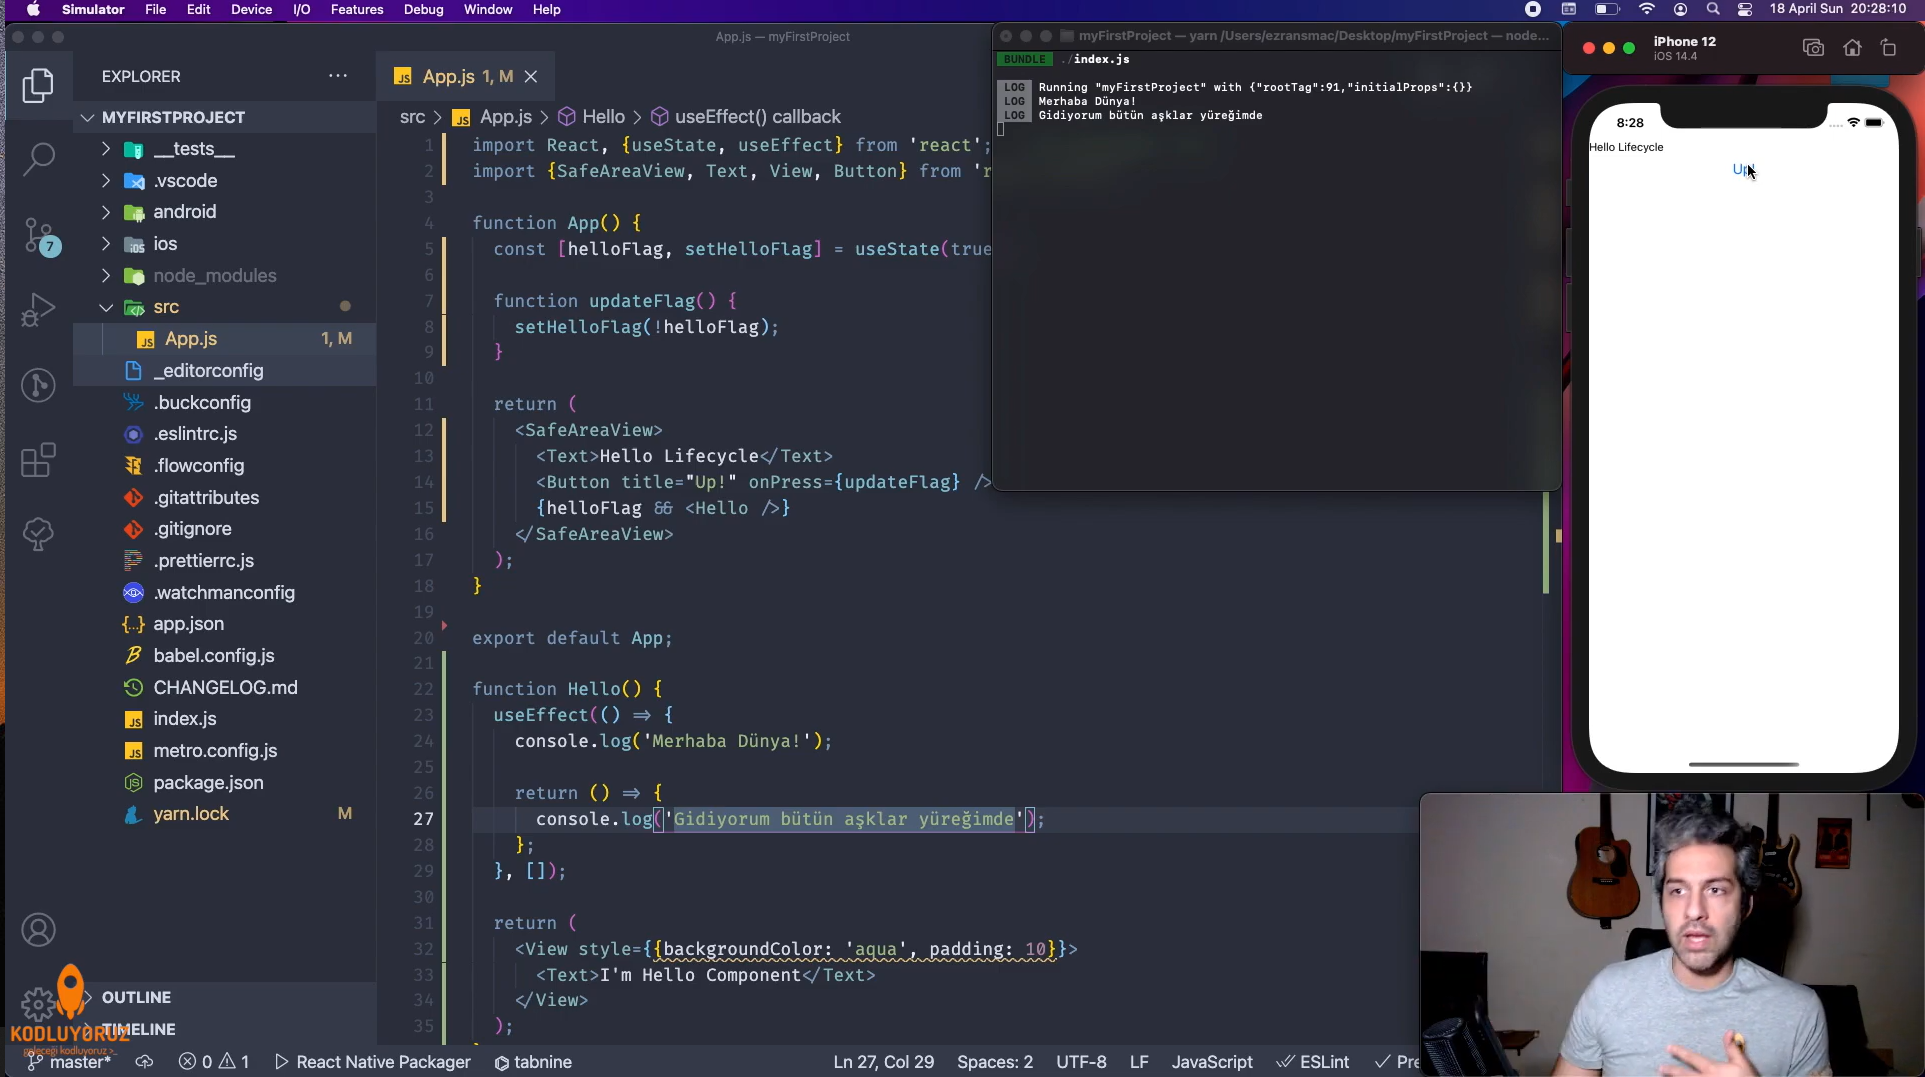 Simulator File Edit Device I/O Features Debug Window Help
18 April Sun 20:28:10
App.js — myFirstProject
myFirstProject — yarn /Users/ezransmac/Desktop/myFirstProject — node...
iPhone 12
iOS 14.4
EXPLORER ...
App.js 1, M
MYFIRSTPROJECT
__tests__
.vscode
android
ios
node_modules
src
App.js 1, M
_editorconfig
.buckconfig
.eslintrc.js
.flowconfig
.gitattributes
.gitignore
.prettierrc.js
.watchmanconfig
app.json
babel.config.js
CHANGELOG.md
index.js
metro.config.js
package.json
yarn.lock M
OUTLINE
TIMELINE
7
src > App.js > Hello > useEffect() callback
1 import React, {useState, useEffect} from 'react';
2 import {SafeAreaView, Text, View, Button} from 'r
3
4 function App() {
5 const [helloFlag, setHelloFlag] = useState(true
6
7 function updateFlag() {
8 setHelloFlag(!helloFlag);
9 }
10
11 return (
12 <SafeAreaView>
13 <Text>Hello Lifecycle</Text>
14 <Button title="Up!" onPress={updateFlag} />
15 {helloFlag && <Hello />}
16 </SafeAreaView>
17 );
18 }
19
20 export default App;
21
22 function Hello() {
23 useEffect(() => {
24 console.log('Merhaba Dünya!');
25
26 return () => {
27 console.log('Gidiyorum bütün aşklar yüreğimde');
28 };
29 }, []);
30
31 return (
32 <View style={{backgroundColor: 'aqua', padding: 10}}>
33 <Text>I'm Hello Component</Text>
34 </View>
35 );
BUNDLE ./index.js
LOG Running "myFirstProject" with {"rootTag":91,"initialProps":{}}
LOG Merhaba Dünya!
LOG Gidiyorum bütün aşklar yüreğimde
8:28
Hello Lifecycle
KODLUYORUZ
geleceği kodluyoruz >_
master* 0 1 React Native Packager tabnine Ln 27, Col 29 Spaces: 2 UTF-8 LF JavaScript ESLint Pre